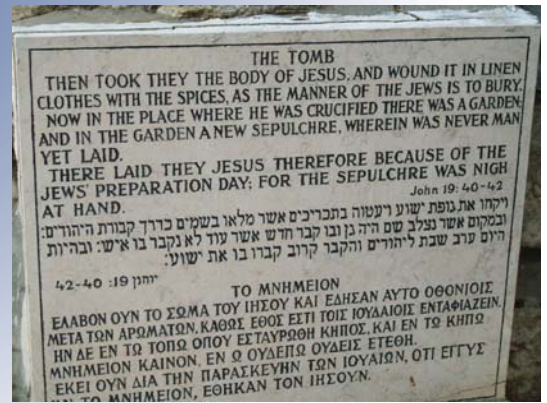 THE TOMB
THEN TOOK THEY THE BODY OF JESUS, AND WOUND IT IN LINEN
CLOTHES WITH THE SPICES, AS THE MANNER OF THE JEWS IS TO BURY.
NOW IN THE PLACE WHERE HE WAS CRUCIFIED THERE WAS A GARDEN;
AND IN THE GARDEN A NEW SEPULCHRE, WHEREIN WAS NEVER MAN
YET LAID.
THERE LAID THEY JESUS THEREFORE BECAUSE OF THE
JEWS' PREPARATION DAY; FOR THE SEPULCHRE WAS NIGH
AT HAND.
John 19: 40-42
ויקחו את גופת ישוע ויעטוה בתכריכים אשר מלאו בשמים כדרך קבורת היהודים:
ובמקום אשר נצלב שם היה גן ובו קבר חדש אשר עוד לא נקבר בו איש: ובהיות
היום ערב שבת ליהודים והקבר קרוב קברו בו את ישוע:
יוחנן 19: 42-40
ΤΟ ΜΝΗΜΕΙΟΝ
ΕΛΑΒΟΝ ΟΥΝ ΤΟ ΣΩΜΑ ΤΟΥ ΙΗΣΟΥ ΚΑΙ ΕΔΗΣΑΝ ΑΥΤΟ ΟΘΟΝΙΟΙΣ
ΜΕΤΑ ΤΩΝ ΑΡΩΜΑΤΩΝ, ΚΑΘΩΣ ΕΘΟΣ ΕΣΤΙ ΤΟΙΣ ΙΟΥΔΑΙΟΙΣ ΕΝΤΑΦΙΑΖΕΙΝ.
ΗΝ ΔΕ ΕΝ ΤΩ ΤΟΠΩ ΟΠΟΥ ΕΣΤΑΥΡΩΘΗ ΚΗΠΟΣ, ΚΑΙ ΕΝ ΤΩ ΚΗΠΩ
ΜΝΗΜΕΙΟΝ ΚΑΙΝΟΝ, ΕΝ Ω ΟΥΔΕΠΩ ΟΥΔΕΙΣ ΕΤΕΘΗ.
ΕΚΕΙ ΟΥΝ ΔΙΑ ΤΗΝ ΠΑΡΑΣΚΕΥΗΝ ΤΩΝ ΙΟΥΑΙΩΝ, ΟΤΙ ΕΓΓΥΣ
ΤΟ ΜΝΗΜΕΙΟΝ, ΕΘΗΚΑΝ ΤΟΝ ΙΗΣΟΥΝ.